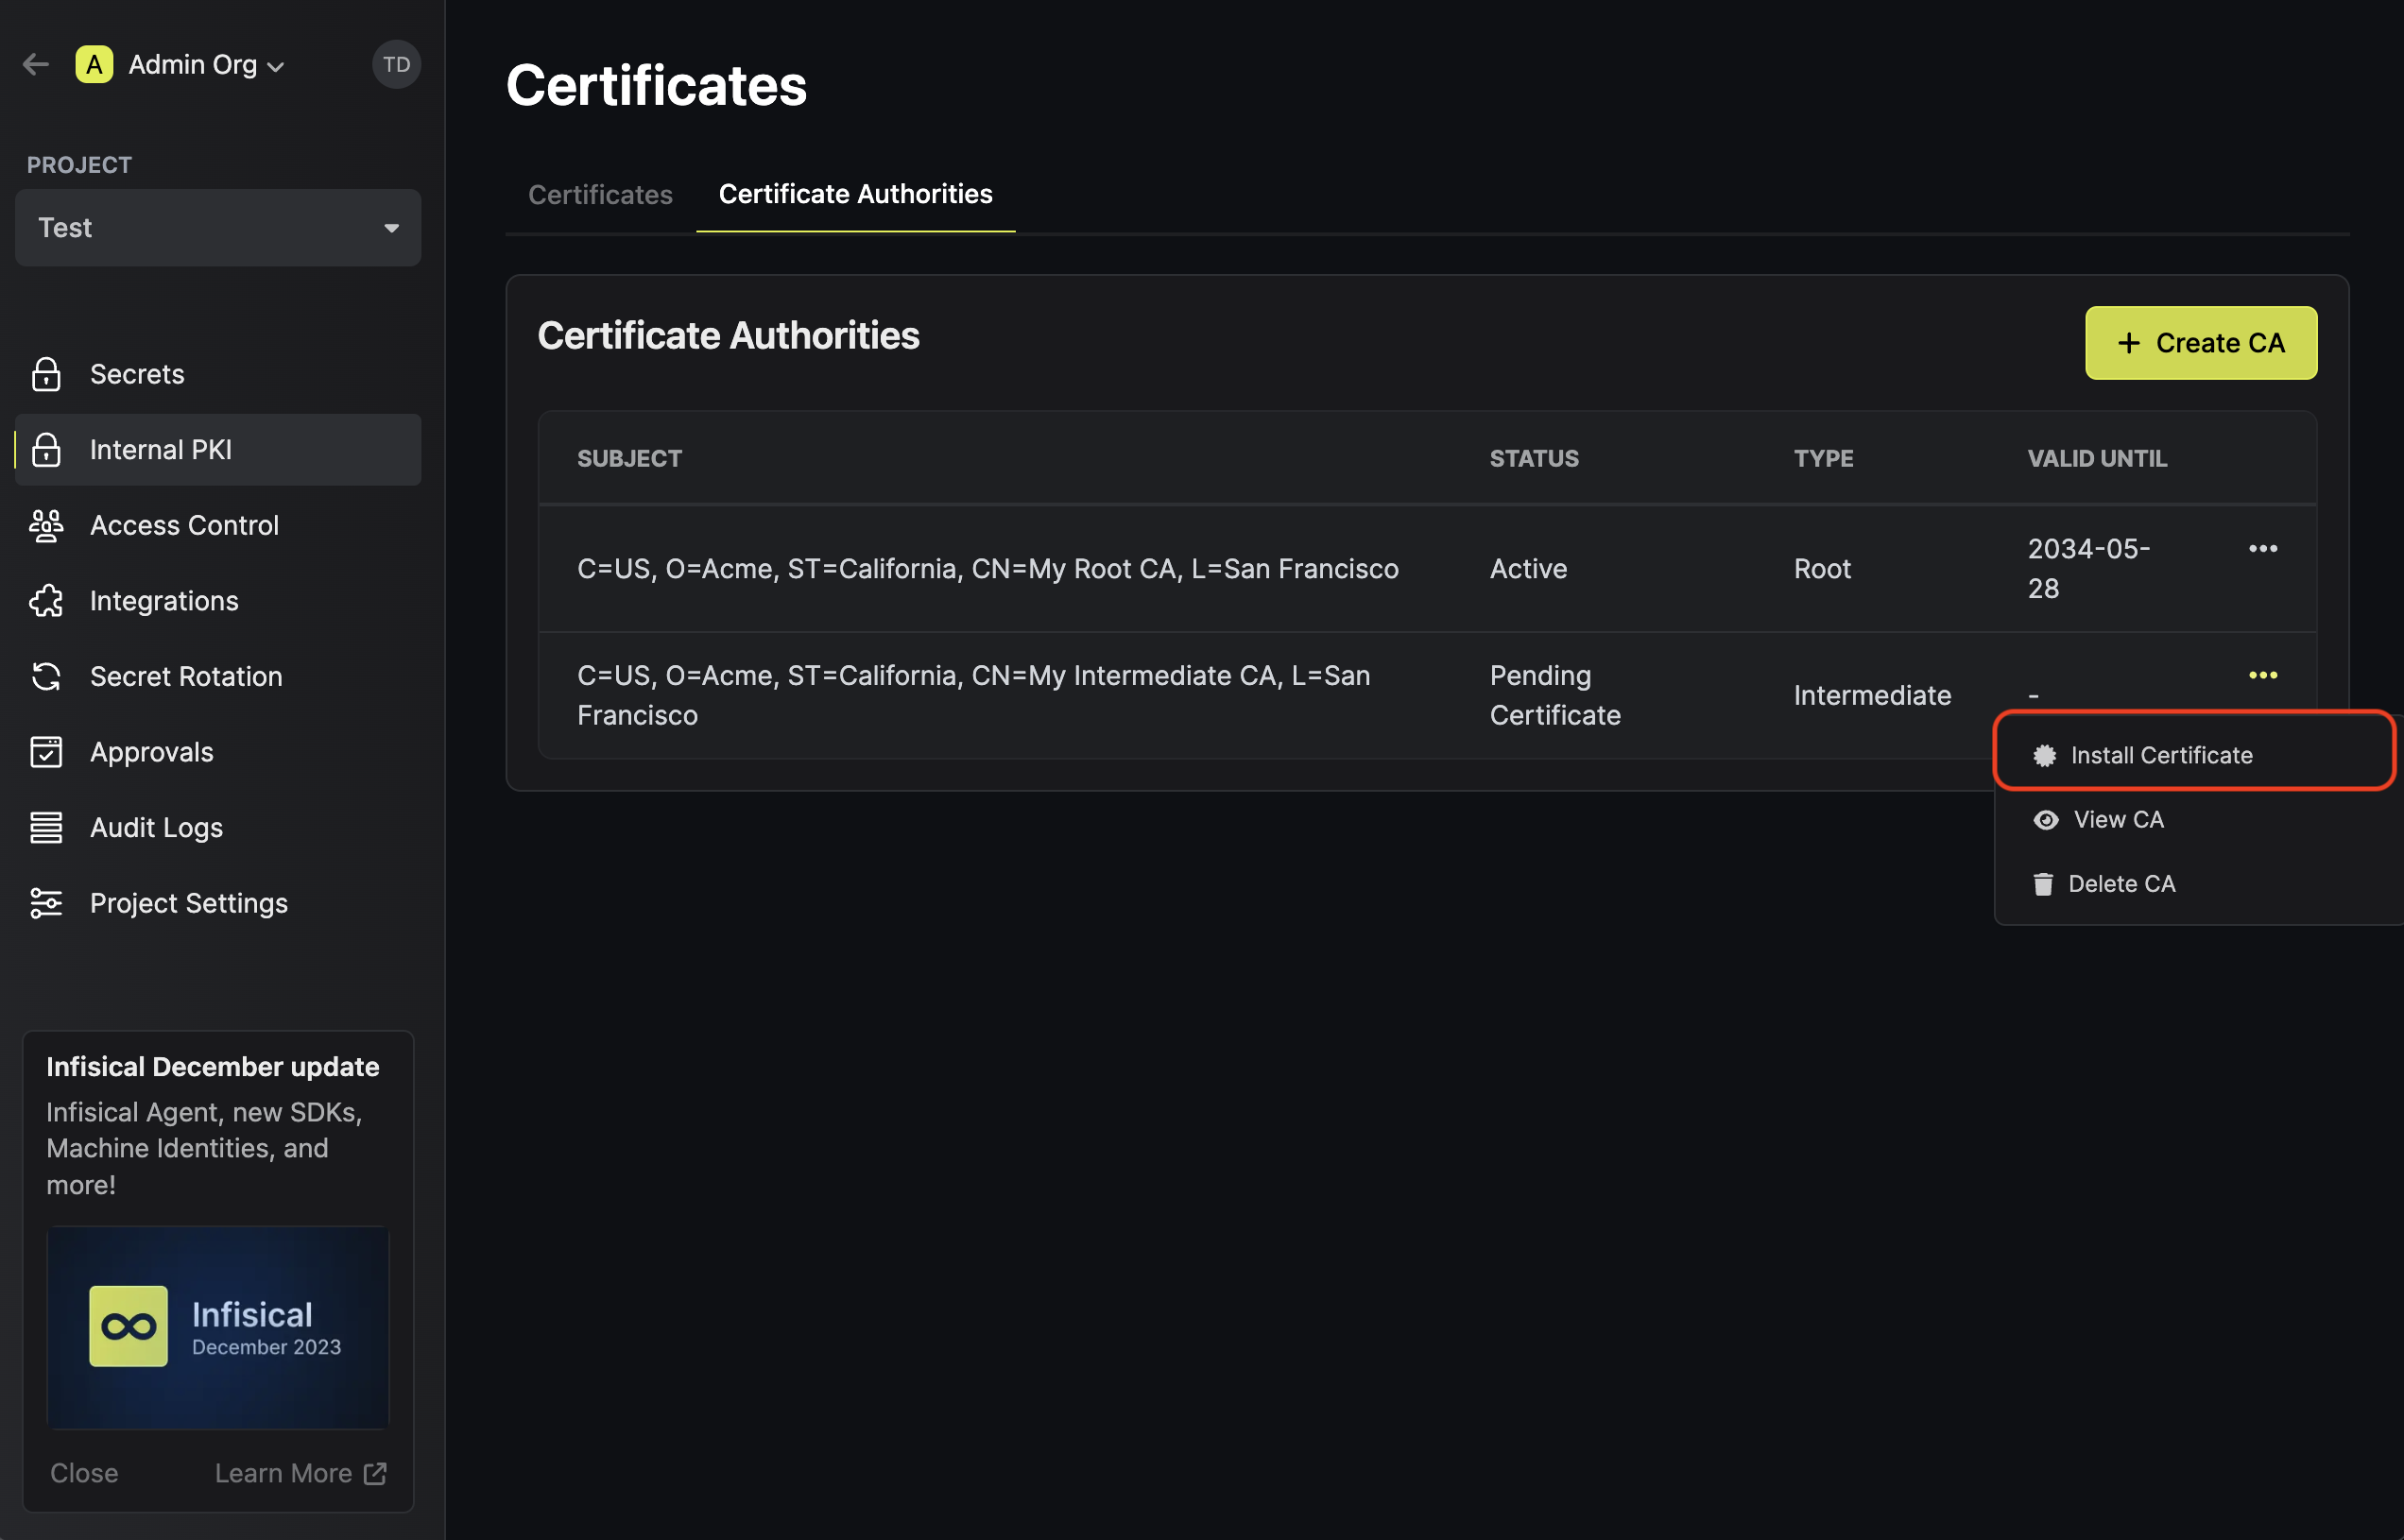 A Admin Org
TD
PROJECT
Test
Secrets
Internal PKI
Access Control
Integrations
Secret Rotation
Approvals
Audit Logs
Project Settings
Infisical December update
Infisical Agent, new SDKs,
Machine Identities, and
more!
Infisical
December 2023
Close Learn More
Certificates
Certificates Certificate Authorities
Certificate Authorities
+ Create CA
SUBJECT STATUS TYPE VALID UNTIL
C=US, O=Acme, ST=California, CN=My Root CA, L=San Francisco Active Root 2034-05-
28
C=US, O=Acme, ST=California, CN=My Intermediate CA, L=San Pending Intermediate -
Francisco Certificate
Install Certificate
View CA
Delete CA